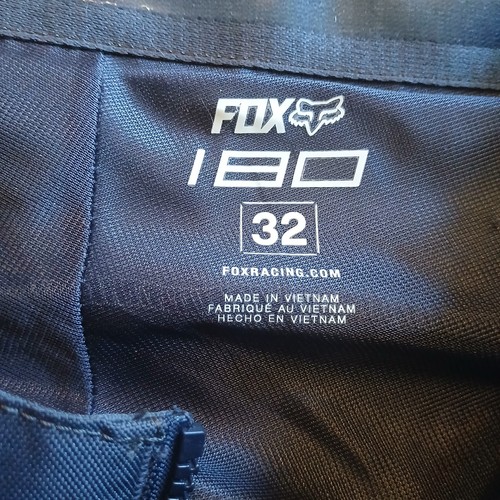 FOX
180
32
FOXRACING.COM
MADE IN VIETNAM
FABRIQUÉ AU VIETNAM
HECHO EN VIETNAM